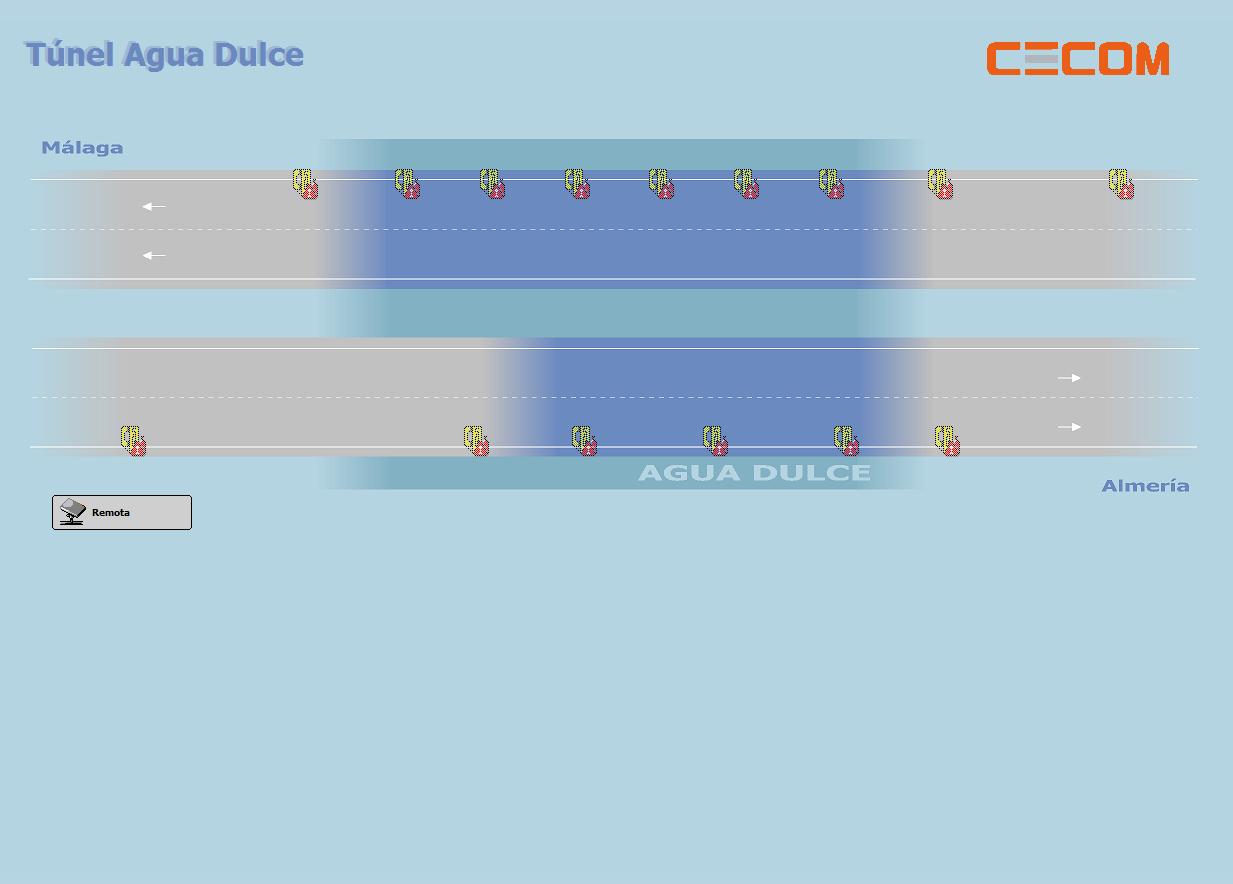 Túnel Agua Dulce
CECOM
Málaga
AGUA DULCE
Almería
Remota